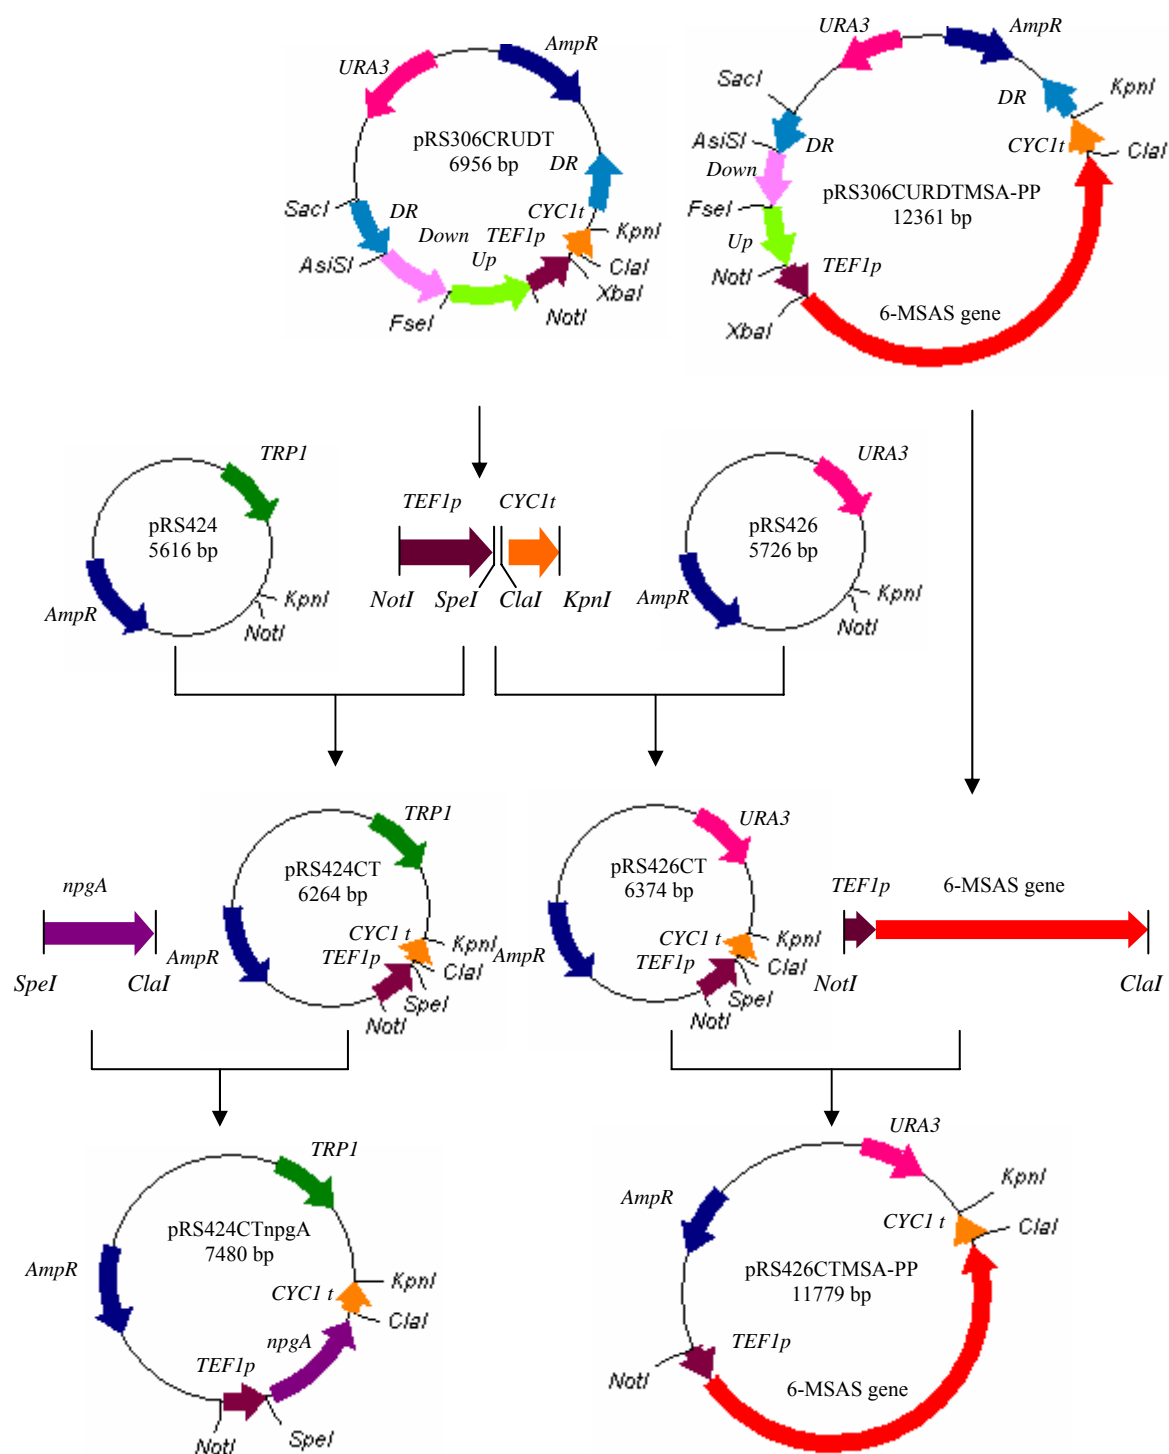 URA3
AmpR
pRS306CRUDT
6956 bp
DR
CYC1t
TEF1p
KpnI
ClaI
XbaI
NotI
Up
Down
FseI
AsiSI
DR
SacI
URA3
AmpR
DR
KpnI
CYC1t
ClaI
SacI
AsiSI
DR
Down
FseI
Up
NotI
TEF1p
XbaI
pRS306CURDTMSA-PP
12361 bp
6-MSAS gene
TRP1
pRS424
5616 bp
AmpR
KpnI
NotI
TEF1p
CYC1t
NotI
SpeI
ClaI
KpnI
URA3
pRS426
5726 bp
AmpR
KpnI
NotI
npgA
SpeI
ClaI
TRP1
pRS424CT
6264 bp
AmpR
CYC1 t
TEF1p
KpnI
ClaI
SpeI
NotI
URA3
pRS426CT
6374 bp
AmpR
CYC1 t
TEF1p
KpnI
ClaI
SpeI
NotI
TEF1p
6-MSAS gene
NotI
ClaI
TRP1
pRS424CTnpgA
7480 bp
AmpR
CYC1 t
KpnI
ClaI
npgA
TEF1p
NotI
SpeI
URA3
AmpR
KpnI
CYC1 t
ClaI
pRS426CTMSA-PP
11779 bp
TEF1p
NotI
6-MSAS gene